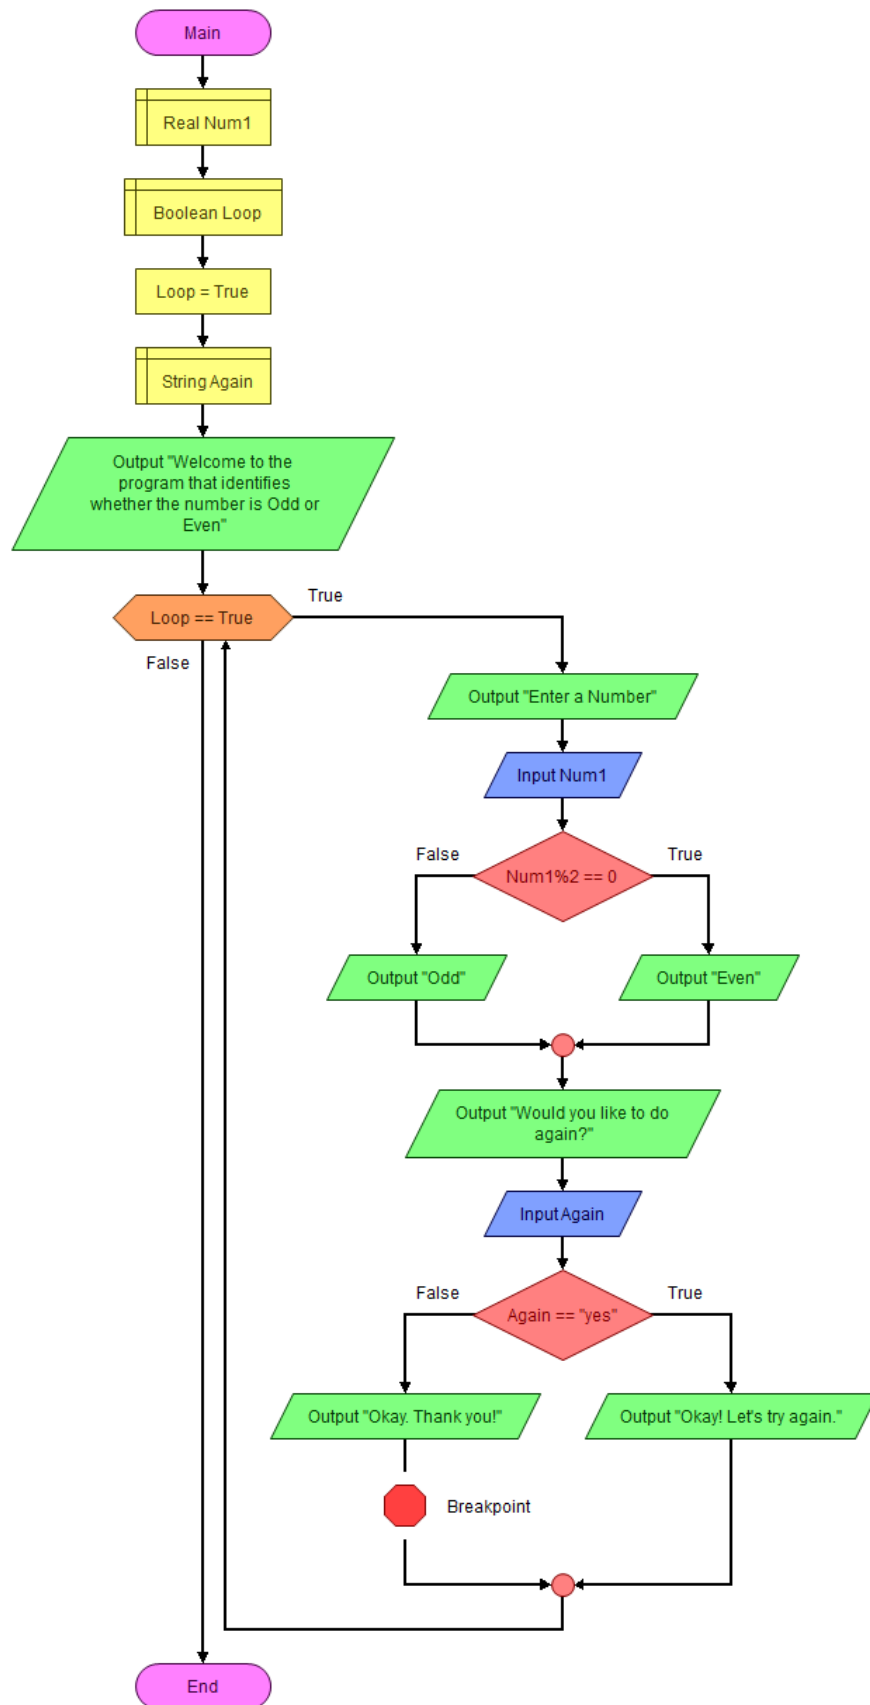 Main
Real Num1
Boolean Loop
Loop = True
String Again
Output "Welcome to the
program that identifies
whether the number is Odd or
Even"
Loop == True
True
False
Output "Enter a Number"
Input Num1
False
True
Num1%2 == 0
Output "Odd"
Output "Even"
Output "Would you like to do
again?"
Input Again
False
True
Again == "yes"
Output "Okay. Thank you!"
Output "Okay! Let's try again."
Breakpoint
End